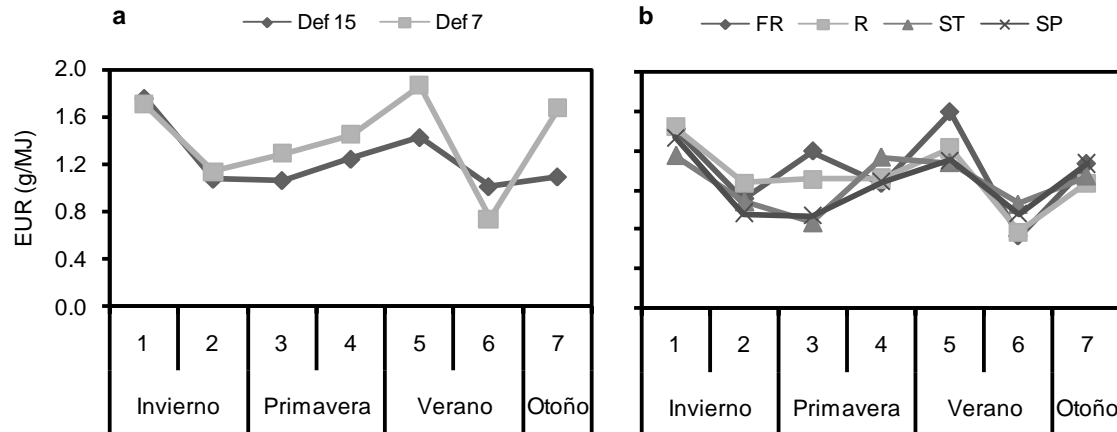 a
Def 15 Def 7
EUR (g/MJ)
2.0
1.6
1.2
0.8
0.4
0.0
1 2 3 4 5 6 7
Invierno Primavera Verano Otoño
b
FR R ST SP
1 2 3 4 5 6 7
Invierno Primavera Verano Otoño